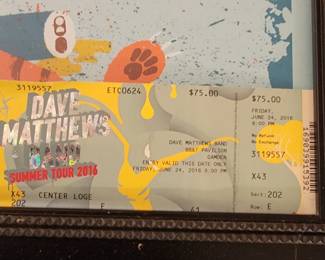 3119557
ETC0624
$75.00
$75.00
DAVE
MATTHEWS
BAND
SUMMER TOUR 2016
FRIDAY,
JUNE 24, 2016
8:00 PM
No Refund
No Exchange
DAVE MATTHEWS BAND
BB&T PAVILION
CAMDEN
ENTRY VALID THIS DATE ONLY
FRIDAY, JUNE 24, 2016 8:00 PM
3119557
X43
X43 CENTER LOGE
Sect: 202
202
E
41
Row: E